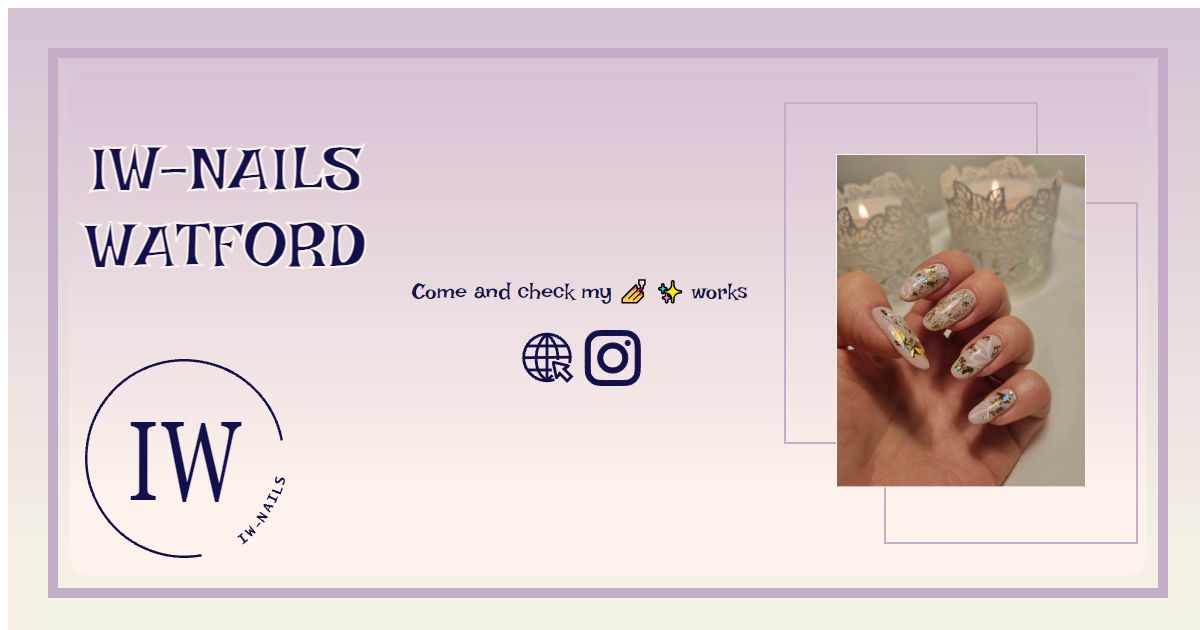 IW-NAILS
WATFORD
Come and check my 💅 ✨ works
IW
IW-NAILS